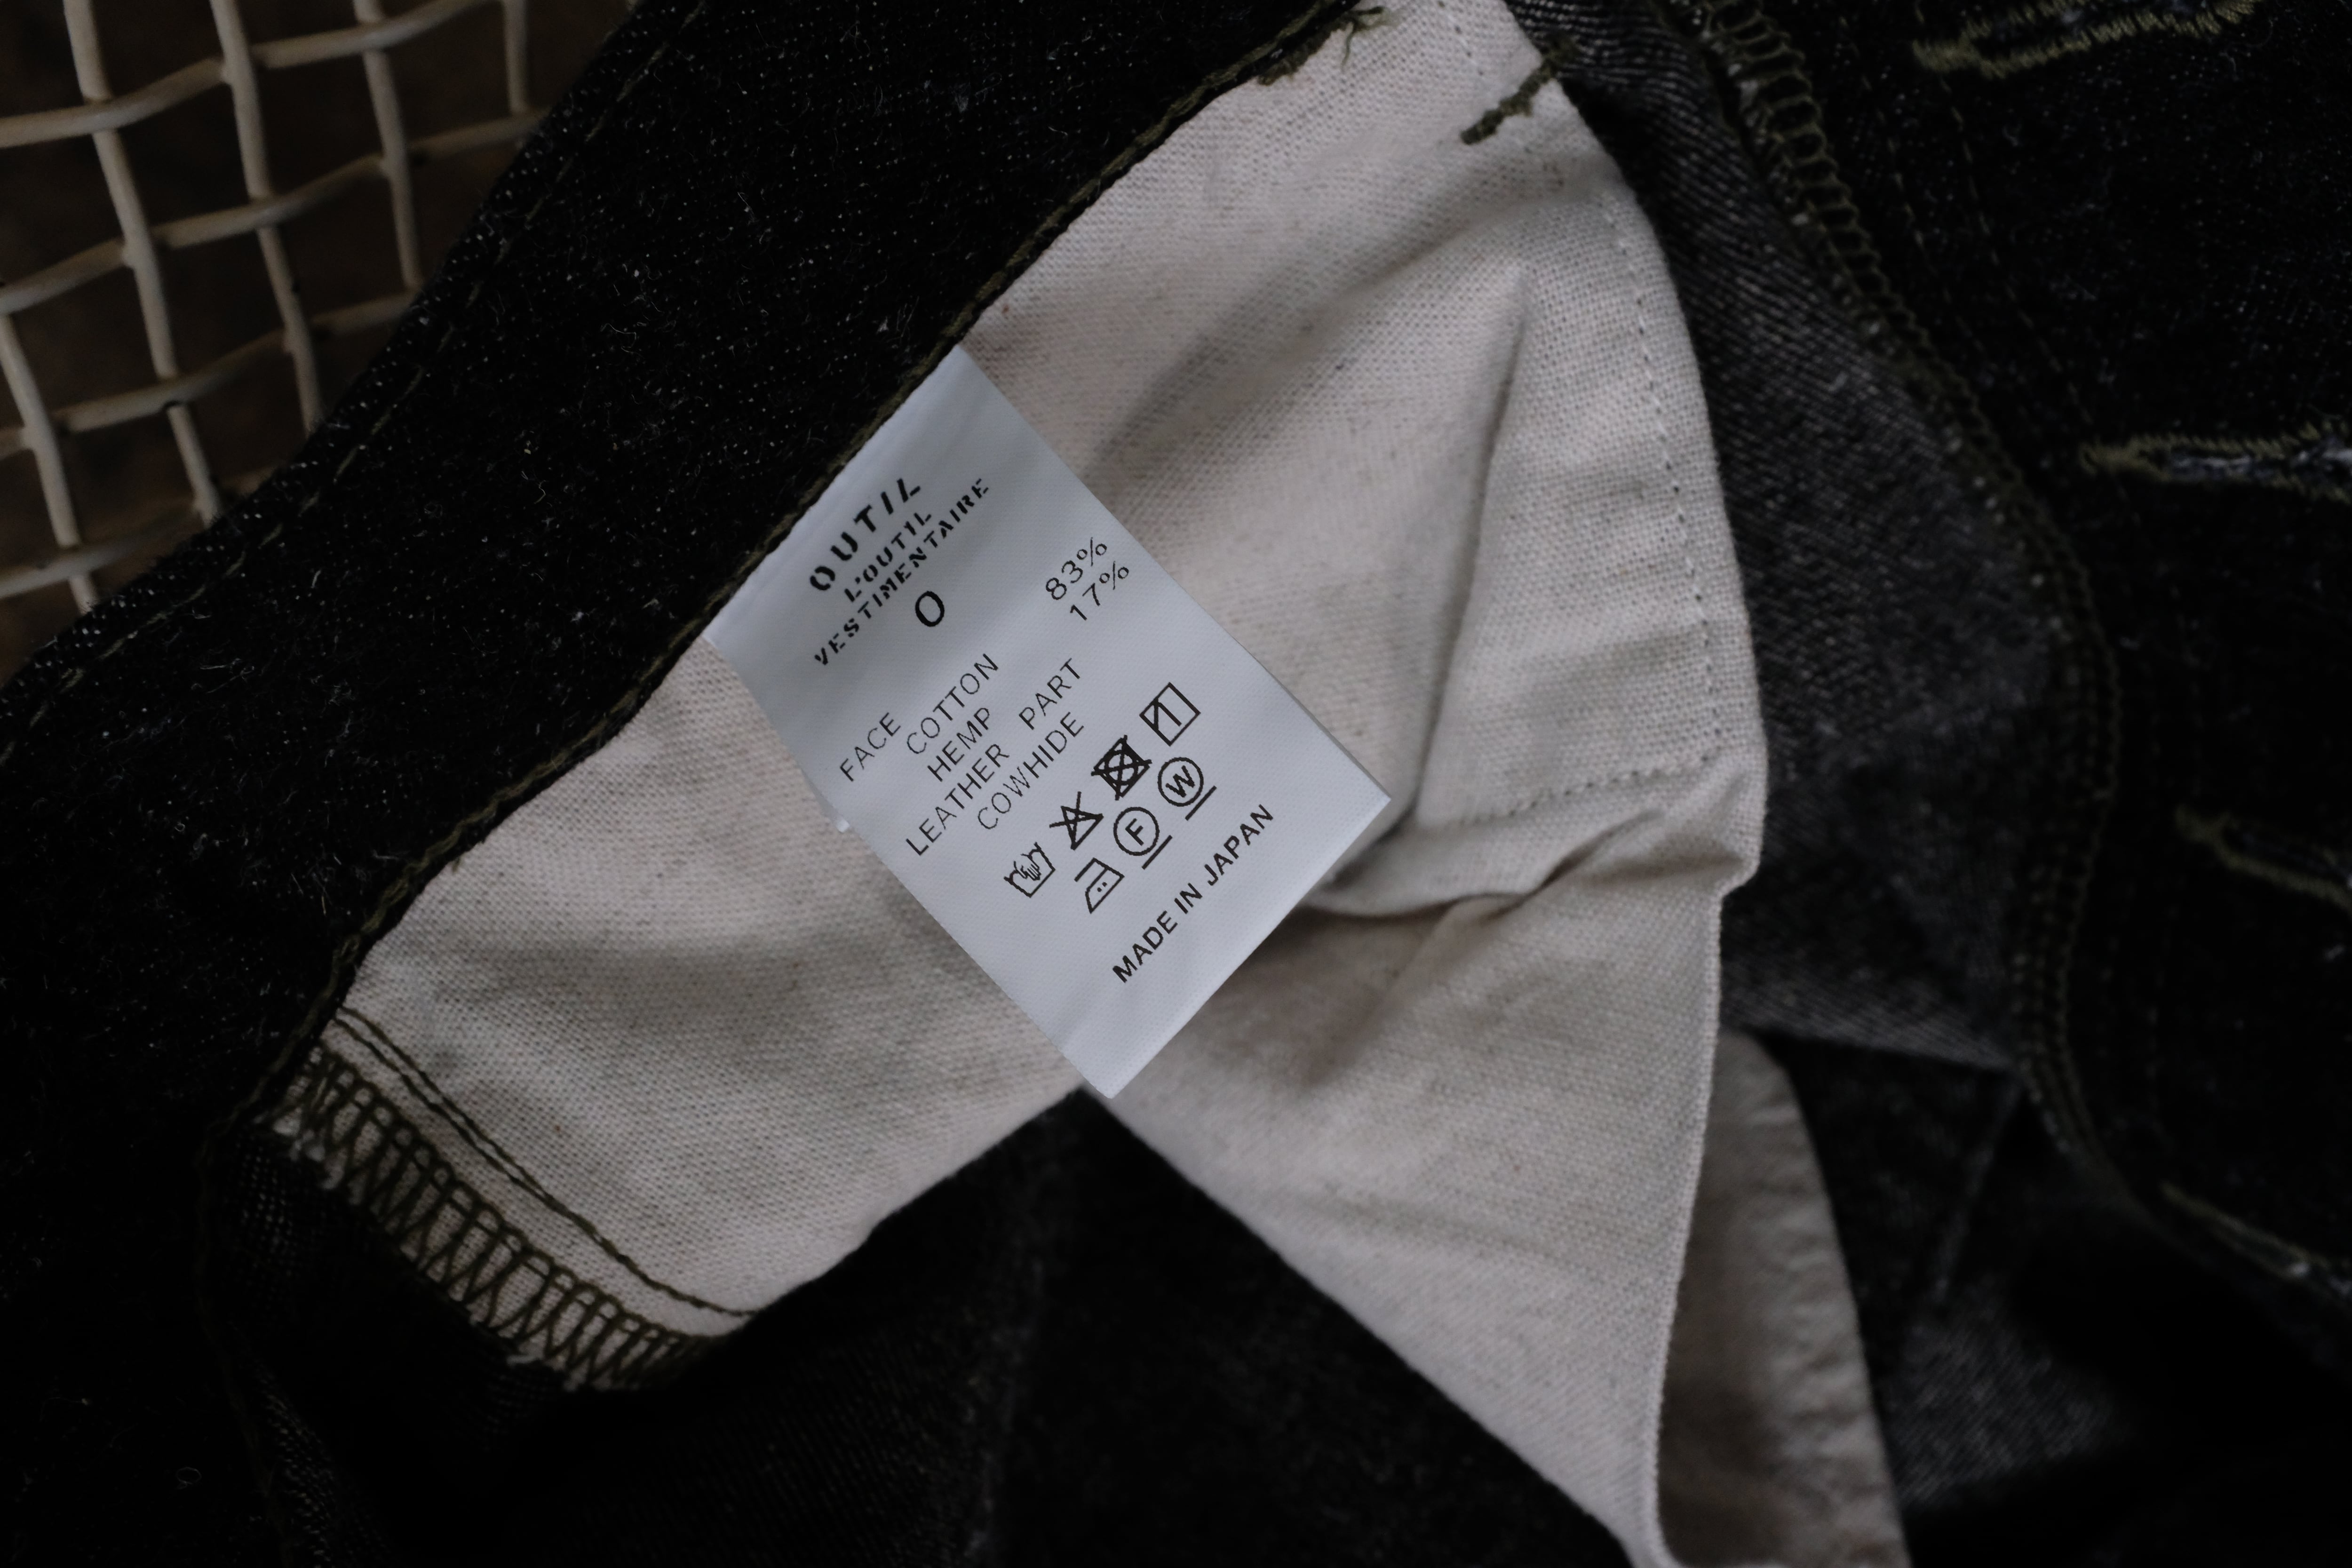 OUTIL
L'OUTIL
VESTIMENTAIRE
0
FACE
COTTON 83%
HEMP 17%
LEATHER PART
COWHIDE
F W
MADE IN JAPAN